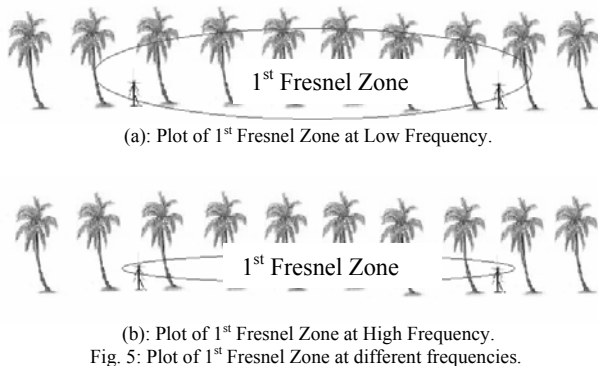 1st Fresnel Zone
(a): Plot of 1st Fresnel Zone at Low Frequency.
1st Fresnel Zone
(b): Plot of 1st Fresnel Zone at High Frequency.
Fig. 5: Plot of 1st Fresnel Zone at different frequencies.